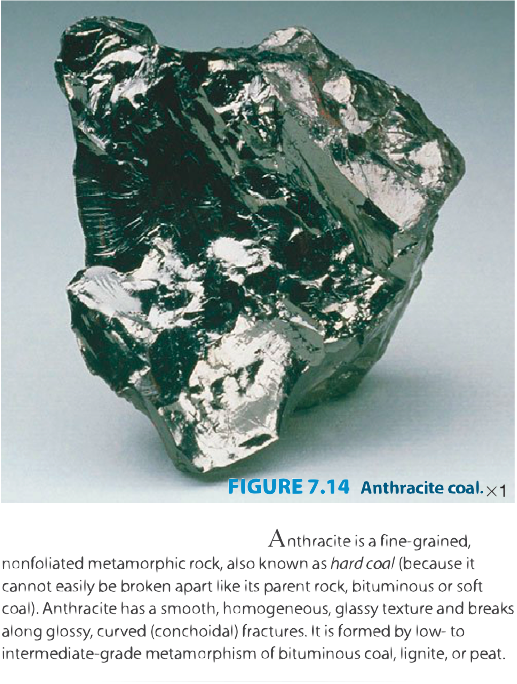 FIGURE 7.14 Anthracite coal. ×1
Anthracite is a fine-grained,
nonfoliated metamorphic rock, also known as hard coal (because it
cannot easily be broken apart like its parent rock, bituminous or soft
coal). Anthracite has a smooth, homogeneous, glassy texture and breaks
along glossy, curved (conchoidal) fractures. It is formed by low- to
intermediate-grade metamorphism of bituminous coal, lignite, or peat.